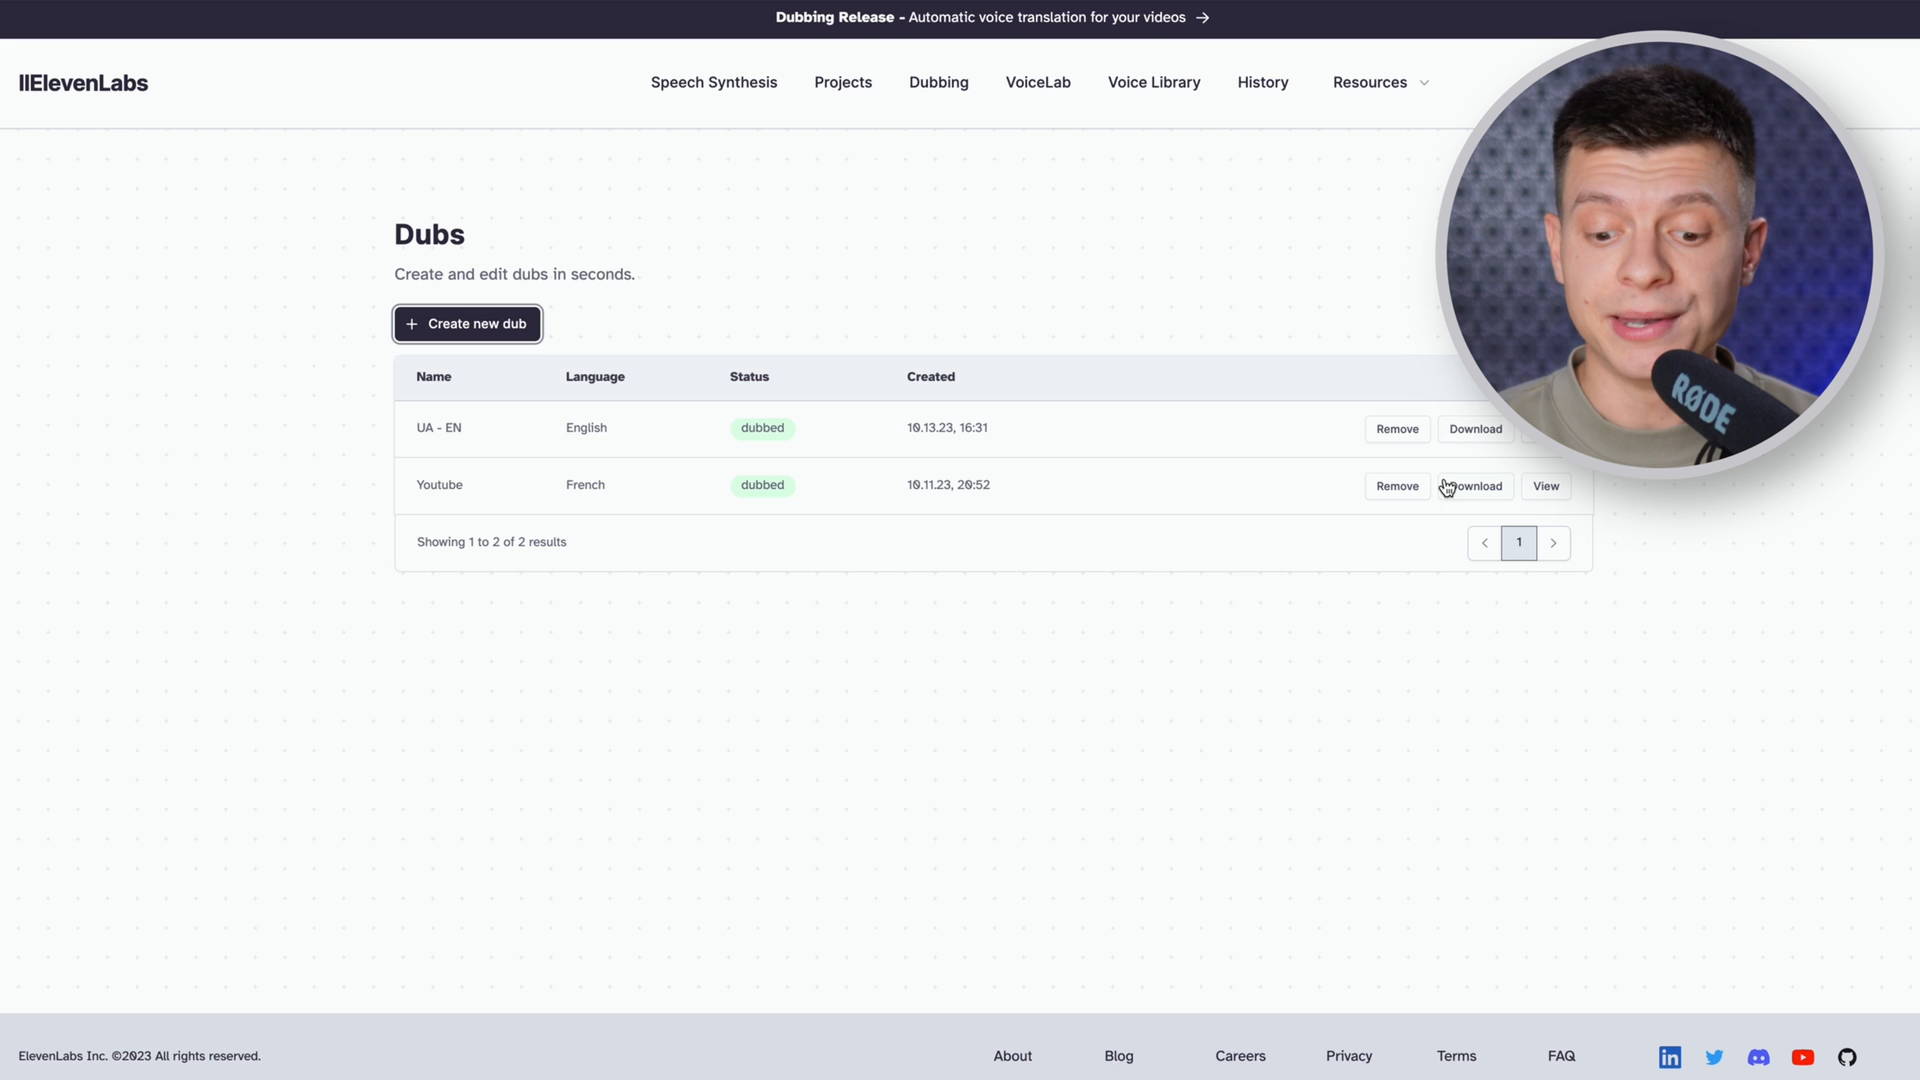 Dubbing Release - Automatic voice translation for your videos →
IIElevenLabs
Speech Synthesis Projects Dubbing VoiceLab Voice Library History Resources
Dubs
Create and edit dubs in seconds.
+ Create new dub
Name Language Status Created
UA - EN English dubbed 10.13.23, 16:31 Remove Download
Youtube French dubbed 10.11.23, 20:52 Remove Download View
Showing 1 to 2 of 2 results < 1 >
RØDE
ElevenLabs Inc. ©2023 All rights reserved. About Blog Careers Privacy Terms FAQ in